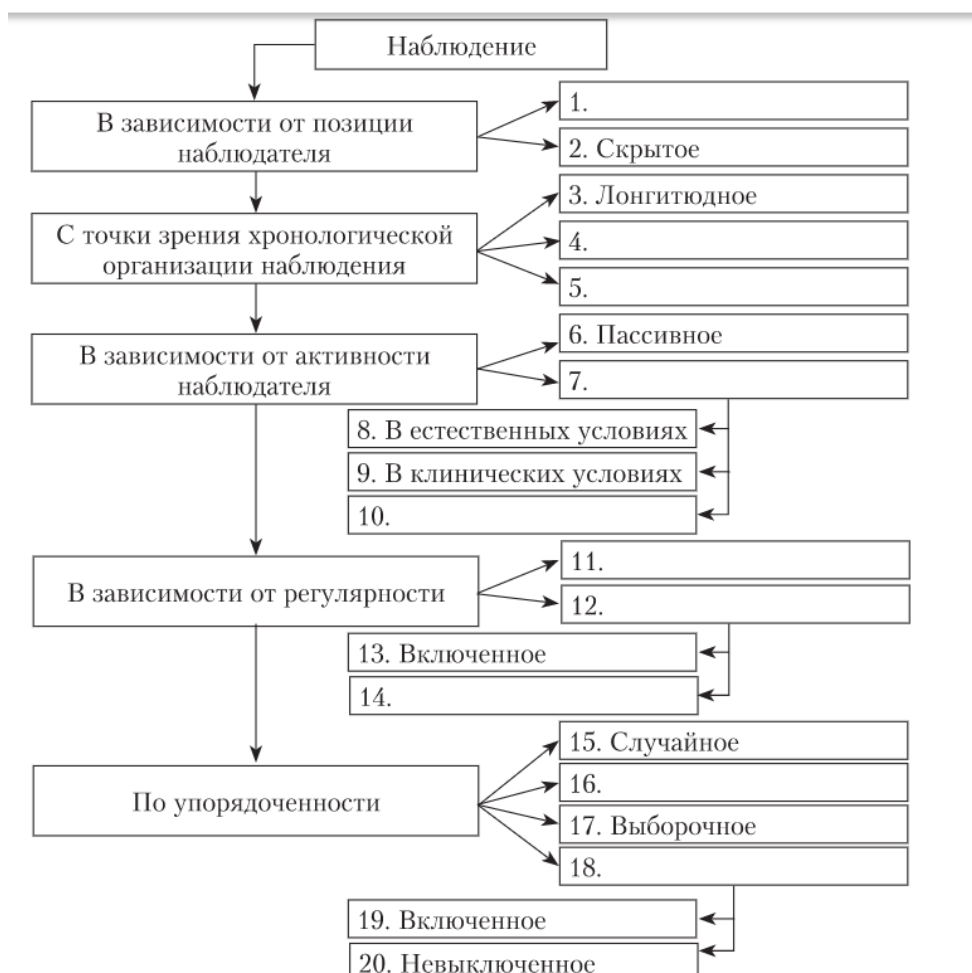 Наблюдение
В зависимости от позиции
наблюдателя
1.
2. Скрытое
С точки зрения хронологической
организации наблюдения
3. Лонгитюдное
4.
5.
В зависимости от активности
наблюдателя
6. Пассивное
7.
8. В естественных условиях
9. В клинических условиях
10.
В зависимости от регулярности
11.
12.
13. Включенное
14.
По упорядоченности
15. Случайное
16.
17. Выборочное
18.
19. Включенное
20. Невыключенное